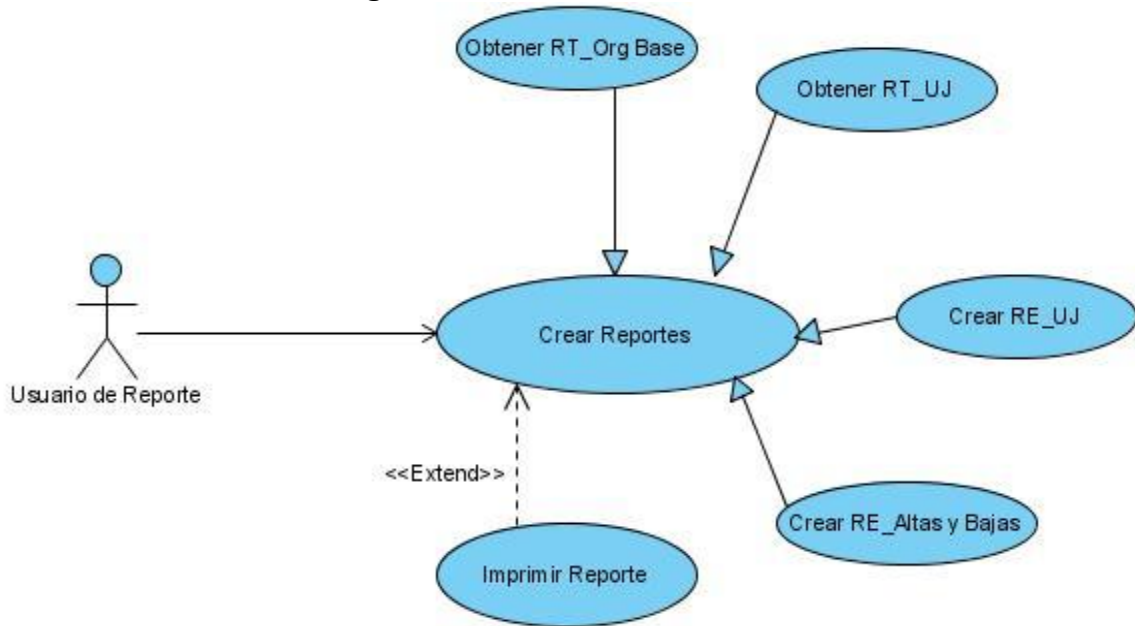 Obtener RT_Org Base
Obtener RT_UJ
Crear RE_UJ
Crear Reportes
Usuario de Reporte
<<Extend>>
Crear RE_Altas y Bajas
Imprimir Reporte